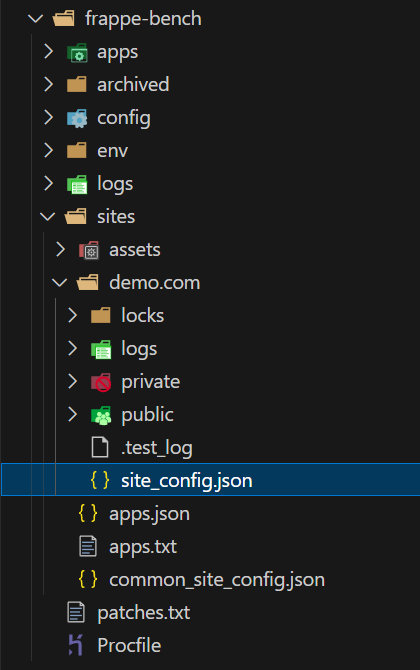 frappe-bench
apps
archived
config
env
logs
sites
assets
demo.com
locks
logs
private
public
.test_log
site_config.json
apps.json
apps.txt
common_site_config.json
patches.txt
Procfile